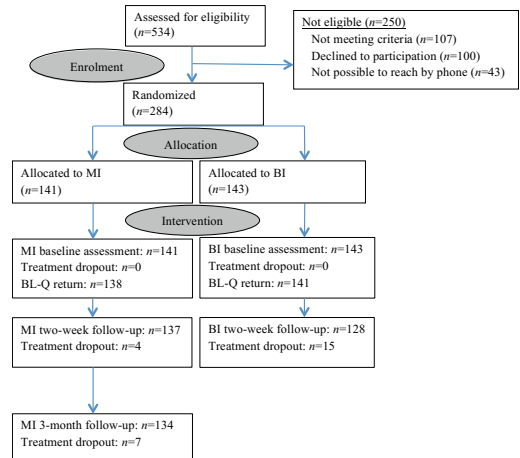 Assessed for eligibility
(n=534)
Not eligible (n=250)
Not meeting criteria (n=107)
Declined to participation (n=100)
Not possible to reach by phone (n=43)
Enrolment
Randomized
(n=284)
Allocation
Allocated to MI
(n=141)
Allocated to BI
(n=143)
Intervention
MI baseline assessment: n=141
Treatment dropout: n=0
BL-Q return: n=138
BI baseline assessment: n=143
Treatment dropout: n=0
BL-Q return: n=141
MI two-week follow-up: n=137
Treatment dropout: n=4
BI two-week follow-up: n=128
Treatment dropout: n=15
MI 3-month follow-up: n=134
Treatment dropout: n=7